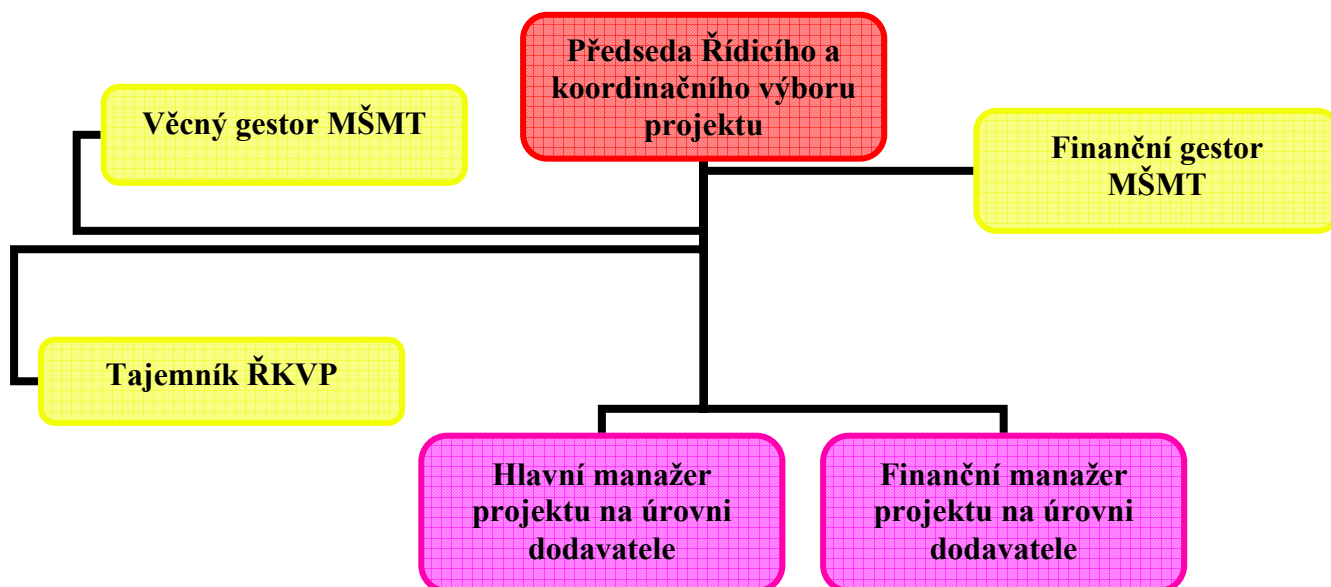 Předseda Řídicího a
koordinačního výboru
projektu
Věcný gestor MŠMT
Finanční gestor
MŠMT
Tajemník ŘKVP
Hlavní manažer
projektu na úrovni
dodavatele
Finanční manažer
projektu na úrovni
dodavatele